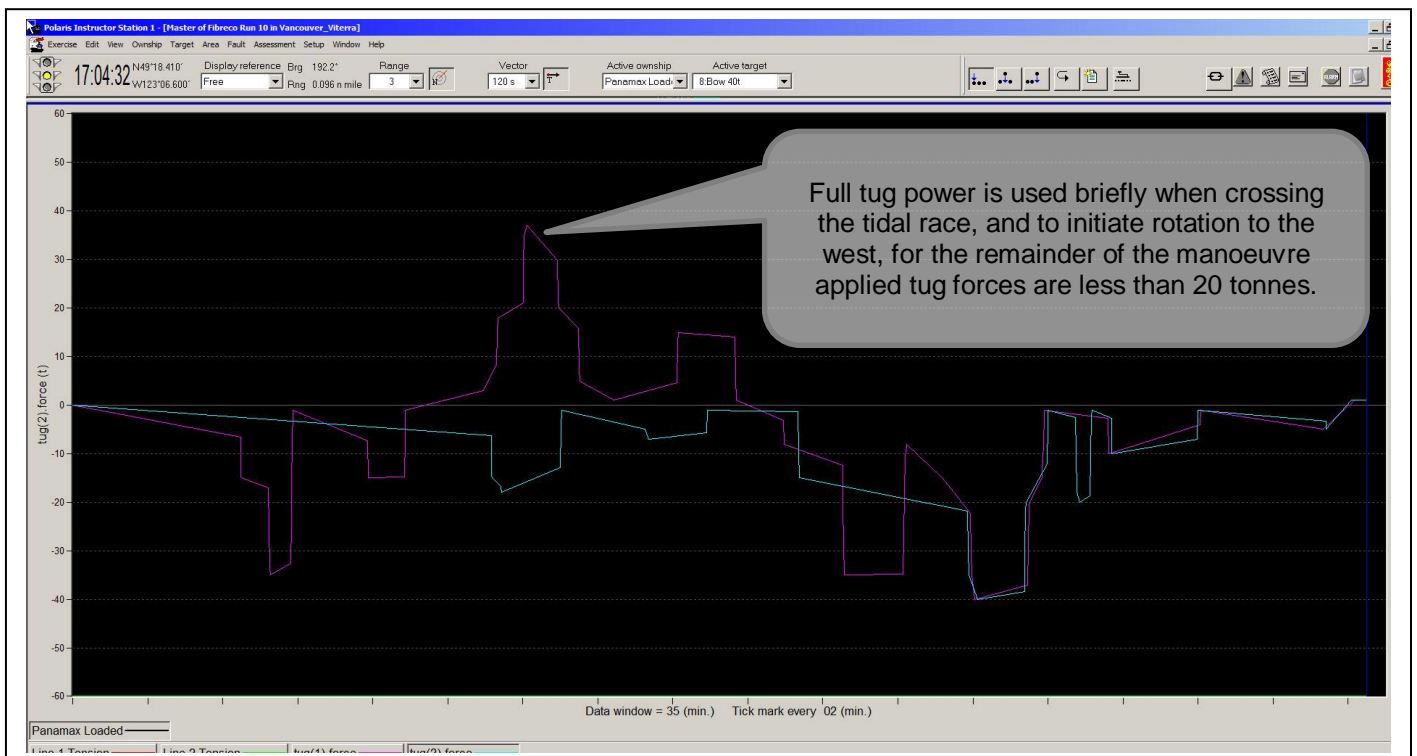 Polaris Instructor Station 1 - [Master of Fibreco Run 10 in Vancouver_Viterra]
Exercise Edit View Ownship Target Area Fault Assessment Setup Window Help
17:04:32
N49°18.410'
W123°06.600'
Display reference
Free
Brg 192.2°
Rng 0.096 n mile
Range
3
Vector
120 s
Active ownship
Panamax Load
Active target
8:Bow 40t
60
50
40
30
20
10
0
-10
-20
-30
-40
-50
-60
tug(2).force (t)
Full tug power is used briefly when crossing
the tidal race, and to initiate rotation to the
west, for the remainder of the manoeuvre
applied tug forces are less than 20 tonnes.
Data window = 35 (min.) Tick mark every 02 (min.)
Panamax Loaded
Line 1 Tension
Line 2 Tension
tug(1).force
tug(2).force